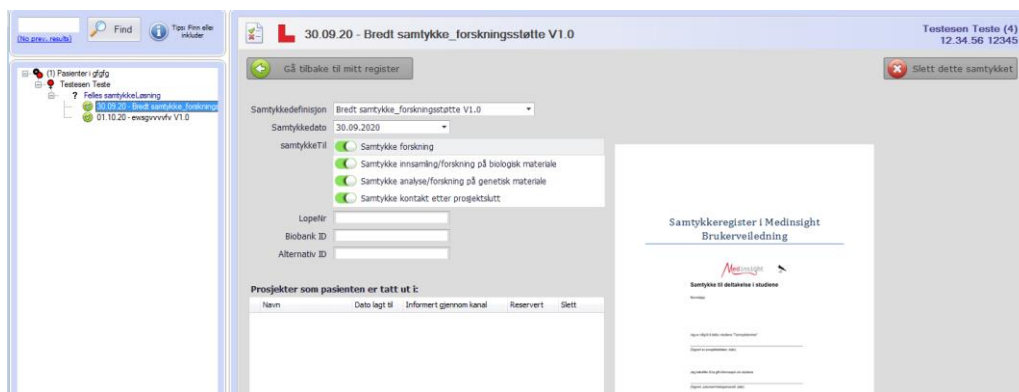 Find
Tips: Finn eller
inkluder
(No prev. results)
(1) Pasienter i gfgfg
Testesen Teste
? Felles samtykkeLøsning
30.09.20 - Bredt samtykke_forsknings
01.10.20 - ewsgvvvvfv V1.0
30.09.20 - Bredt samtykke_forskningsstøtte V1.0
Testesen Teste (4)
12.34.56 12345
Gå tilbake til mitt register
Slett dette samtykket
Samtykkedefinisjon Bredt samtykke_forskningsstøtte V1.0
Samtykkedato 30.09.2020
samtykkeTil Samtykke forskning
Samtykke innsamling/forskning på biologisk materiale
Samtykke analyse/forskning på genetisk materiale
Samtykke kontakt etter prosjektslutt
LopeNr
Biobank ID
Alternativ ID
Prosjekter som pasienten er tatt ut i:
Navn Dato lagt til Informert gjennom kanal Reservert Slett
Samtykkeregister i Medinsight
Brukerveiledning
Medinsight
Samtykke til deltakelse i studiene